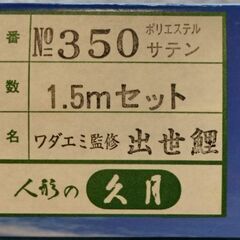 番 №350 ポリエステル
サテン
数 1.5mセット
名 ワダエミ監修 出世鯉
人形の久月